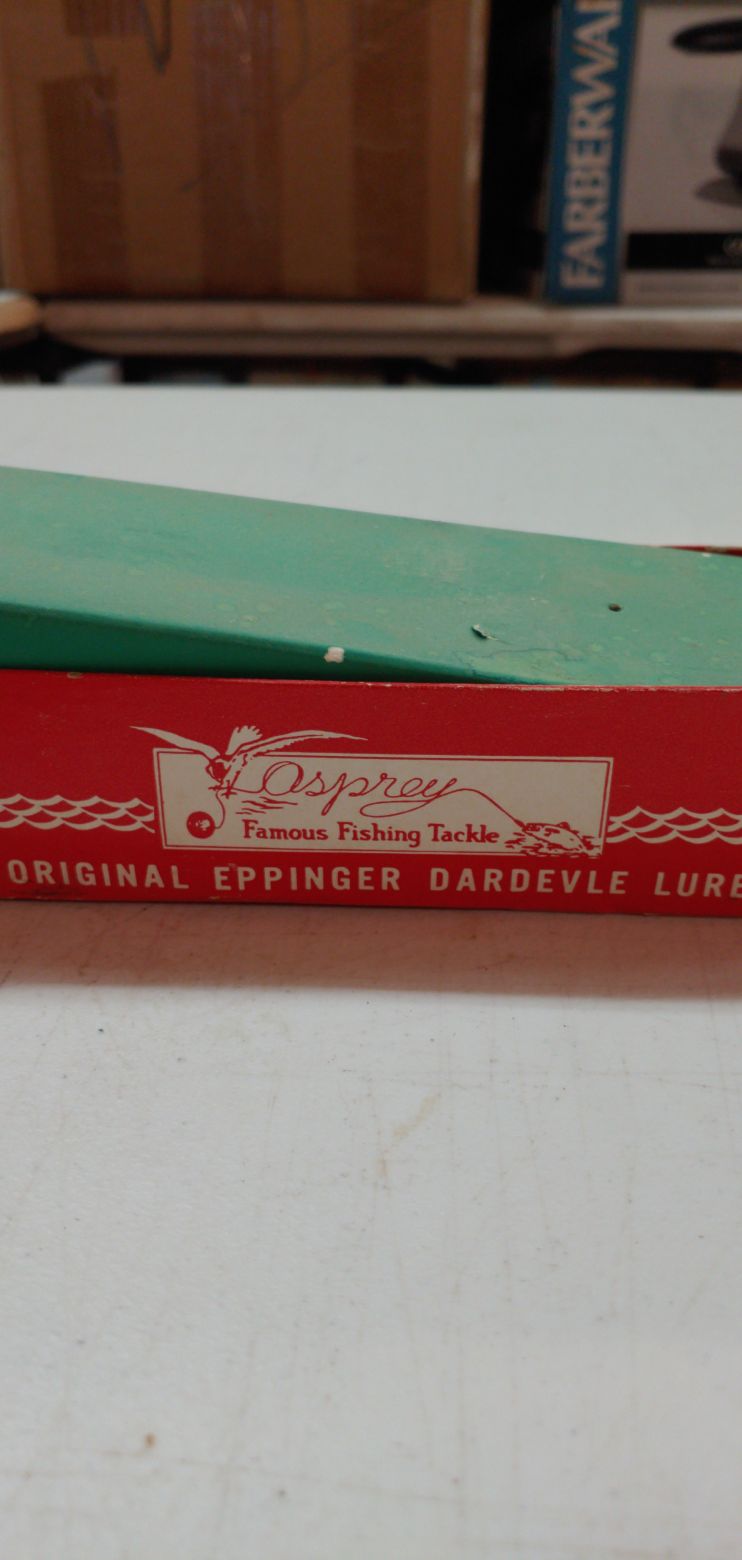 FARBERWA
Osprey
Famous Fishing Tackle
ORIGINAL EPPINGER DARDEVLE LURE